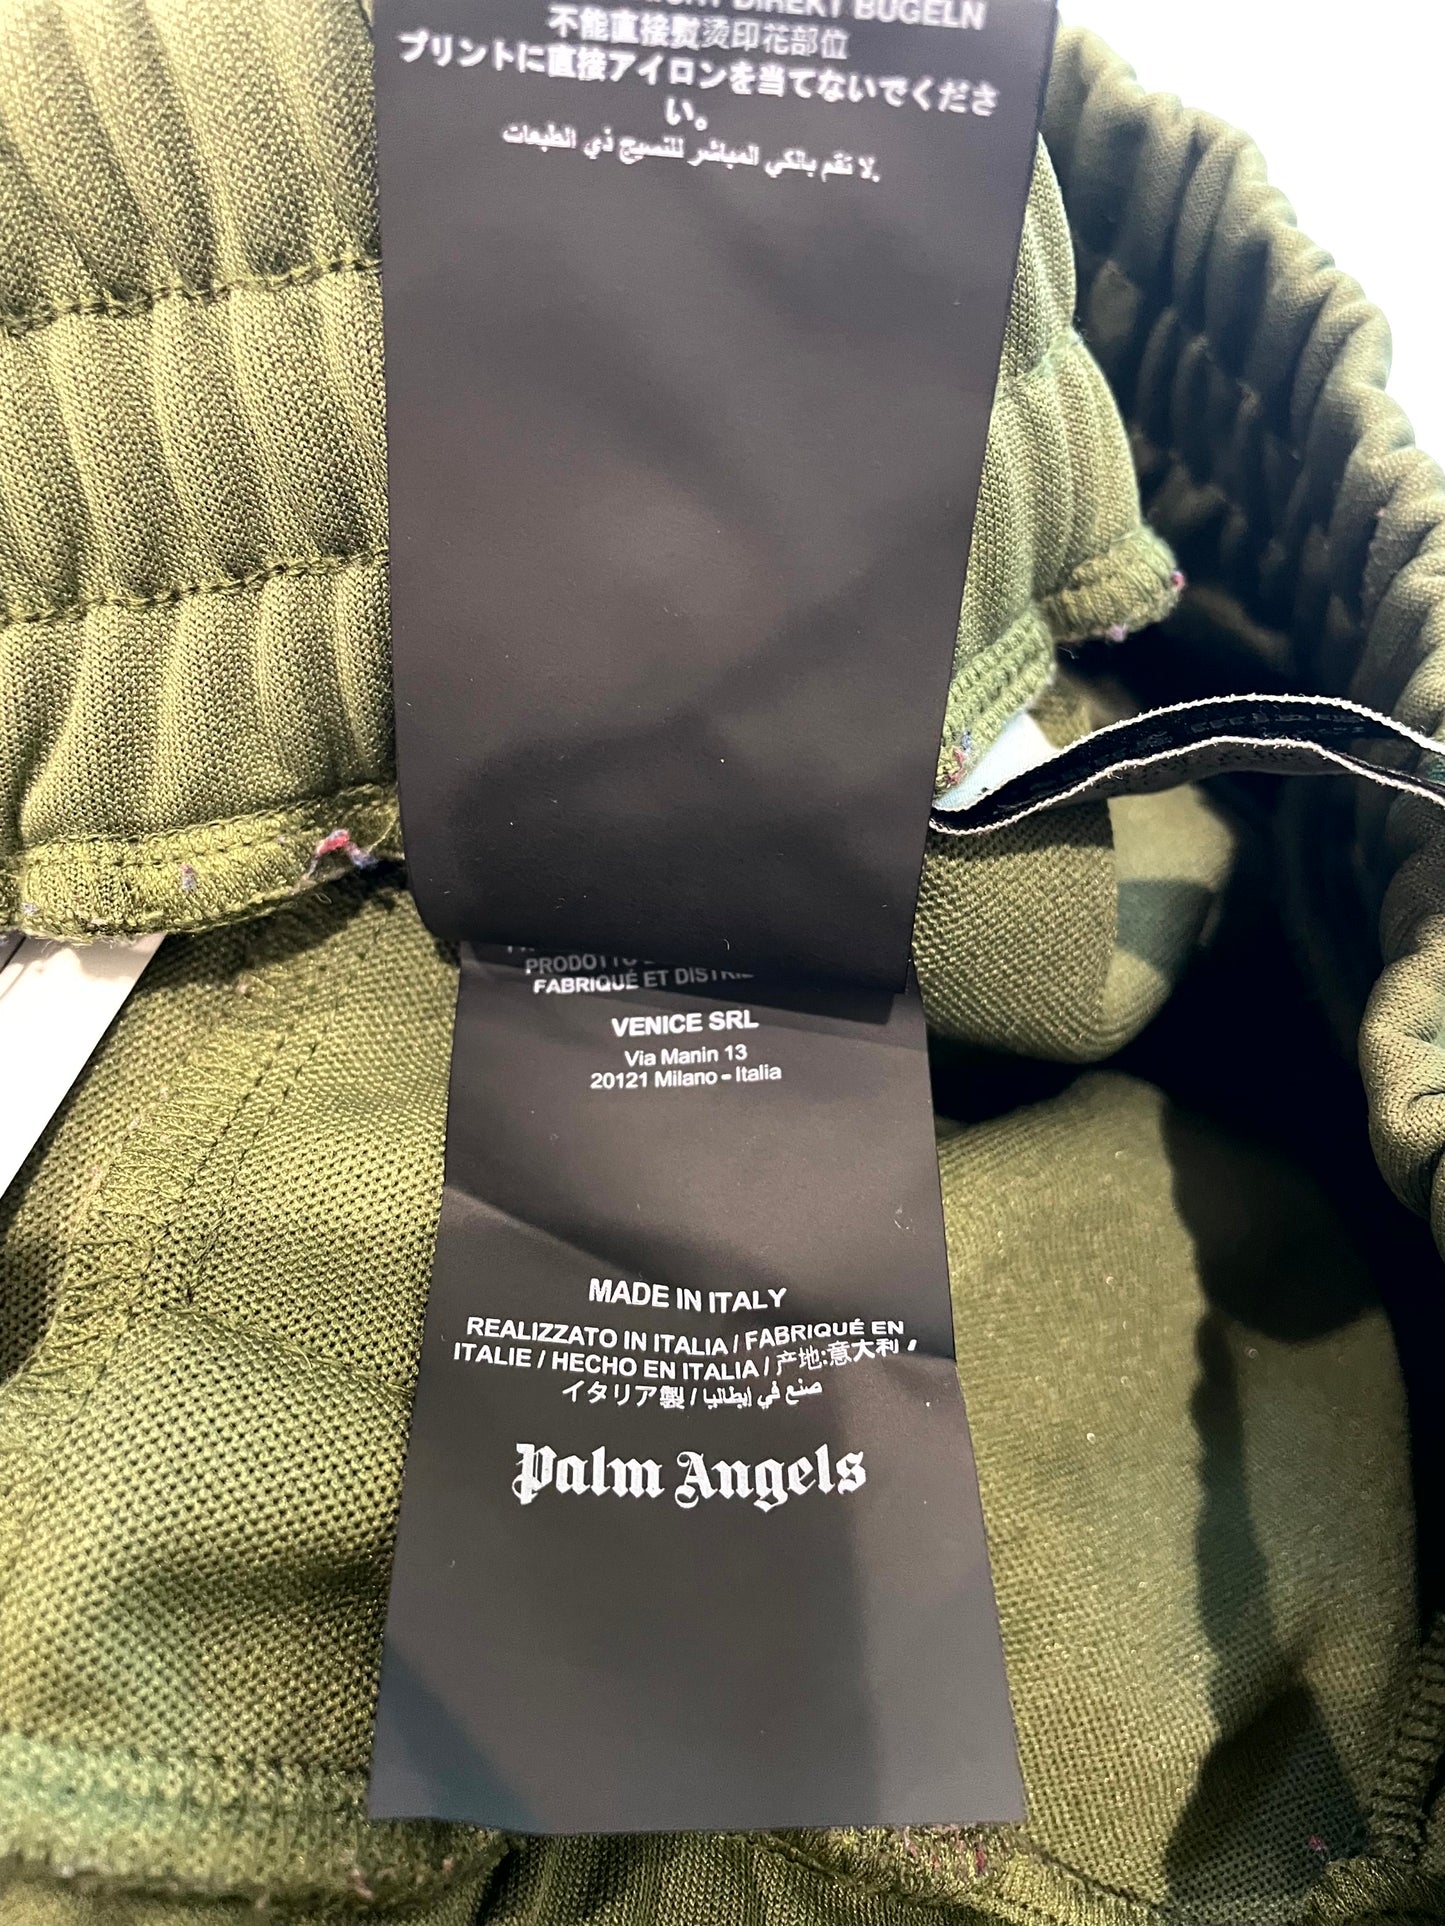 DIREKT BÜGELN
不能直接熨烫印花部位
プリントに直接アイロンを当てないでくださ
い。
لا تقم بالكي المباشر للنسيج ذي الطبعات.
PRODOTTO
FABRIQUÉ ET
VENICE SRL
Via Manin 13
20121 Milano - Italia
MADE IN ITALY
REALIZZATO IN ITALIA / FABRIQUÉ EN
ITALIE / HECHO EN ITALIA / 产地:意大利 /
イタリア製 / صنع في إيطاليا
Palm Angels